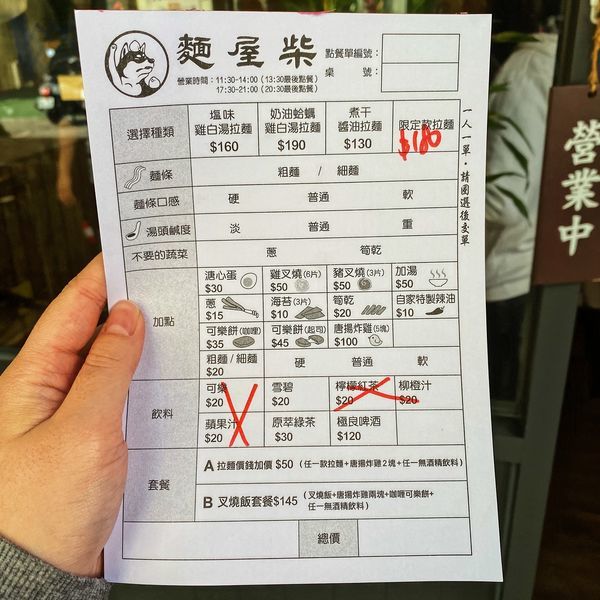 麵屋柴
點餐單編號：
桌　　號：
營業時間：11:30-14:00（13:30最後點餐）
17:30-21:00（20:30最後點餐）
選擇種類
塩味
雞白湯拉麵
$160
奶油蛤蠣
雞白湯拉麵
$190
煮干
醬油拉麵
$130
限定款拉麵
$180
一人一單，請圈選後交單
麵條
粗麵 / 細麵
麵條口感
硬 普通 軟
湯頭鹹度
淡 普通 重
不要的蔬菜
蔥 筍乾
加點
溏心蛋
$30
雞叉燒(6片)
$50
豬叉燒(3片)
$50
加湯
$50
蔥
$15
海苔(3片)
$10
筍乾
$20
自家特製辣油
$10
可樂餅(咖哩)
$35
可樂餅(起司)
$45
唐揚炸雞(5塊)
$100
粗麵 / 細麵
$20
硬 普通 軟
飲料
可樂
$20
雪碧
$20
檸檬紅茶
$20
柳橙汁
$20
蘋果汁
$20
原萃綠茶
$30
極良啤酒
$120
套餐
A 拉麵價錢加價 $50（任一款拉麵+唐揚炸雞2塊+任一無酒精飲料）
B 叉燒飯套餐$145（叉燒飯+唐揚炸雞兩塊+咖哩可樂餅+
任一無酒精飲料）
總價
營業中